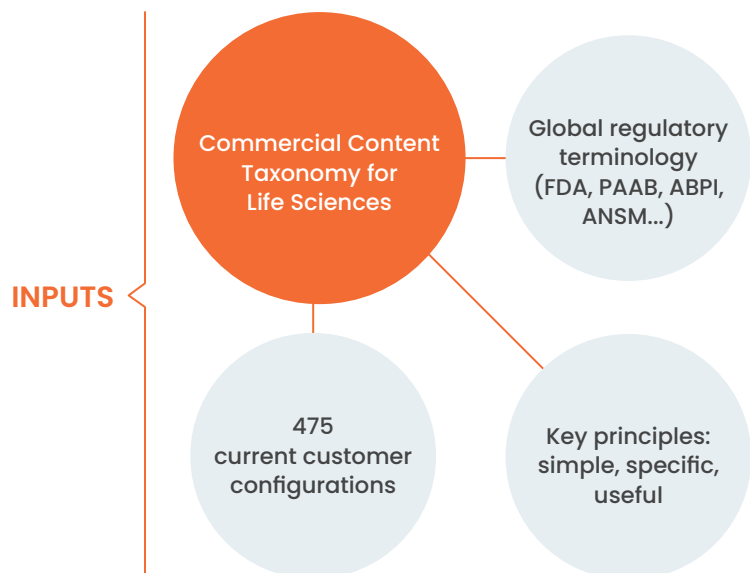 Commercial Content
Taxonomy for
Life Sciences
Global regulatory
terminology
(FDA, PAAB, ABPI,
ANSM...)
INPUTS
475
current customer
configurations
Key principles:
simple, specific,
useful